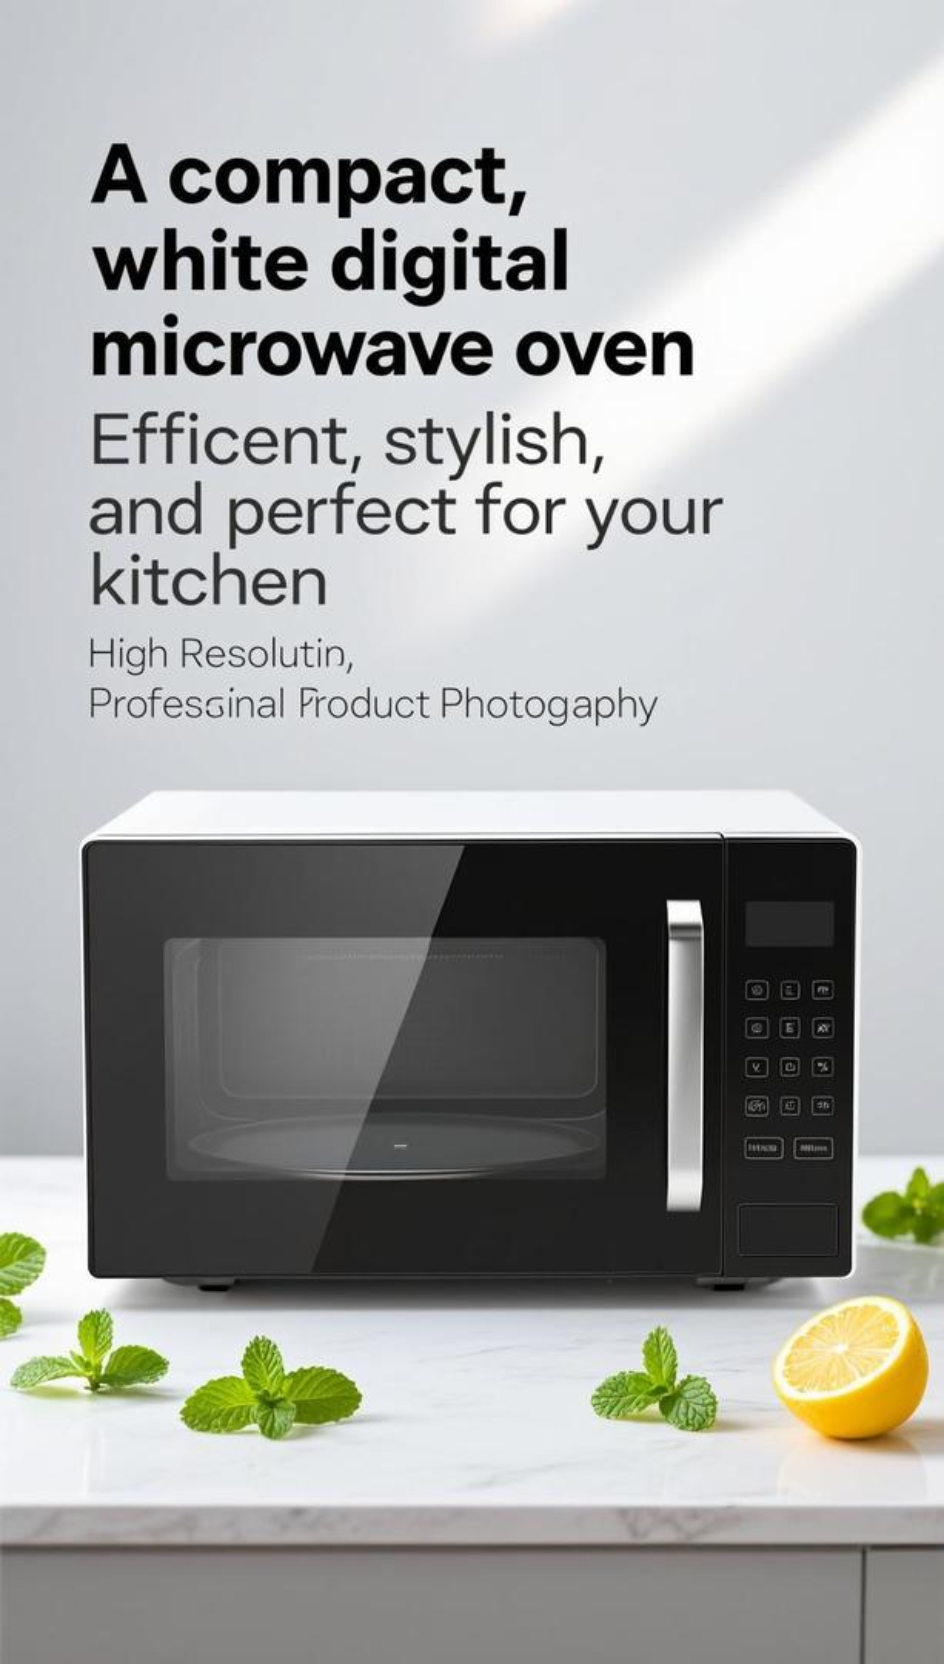 A compact,
white digital
microwave oven
Efficent, stylish,
and perfect for your
kitchen
High Resolutin,
Professinal Product Photogaphy